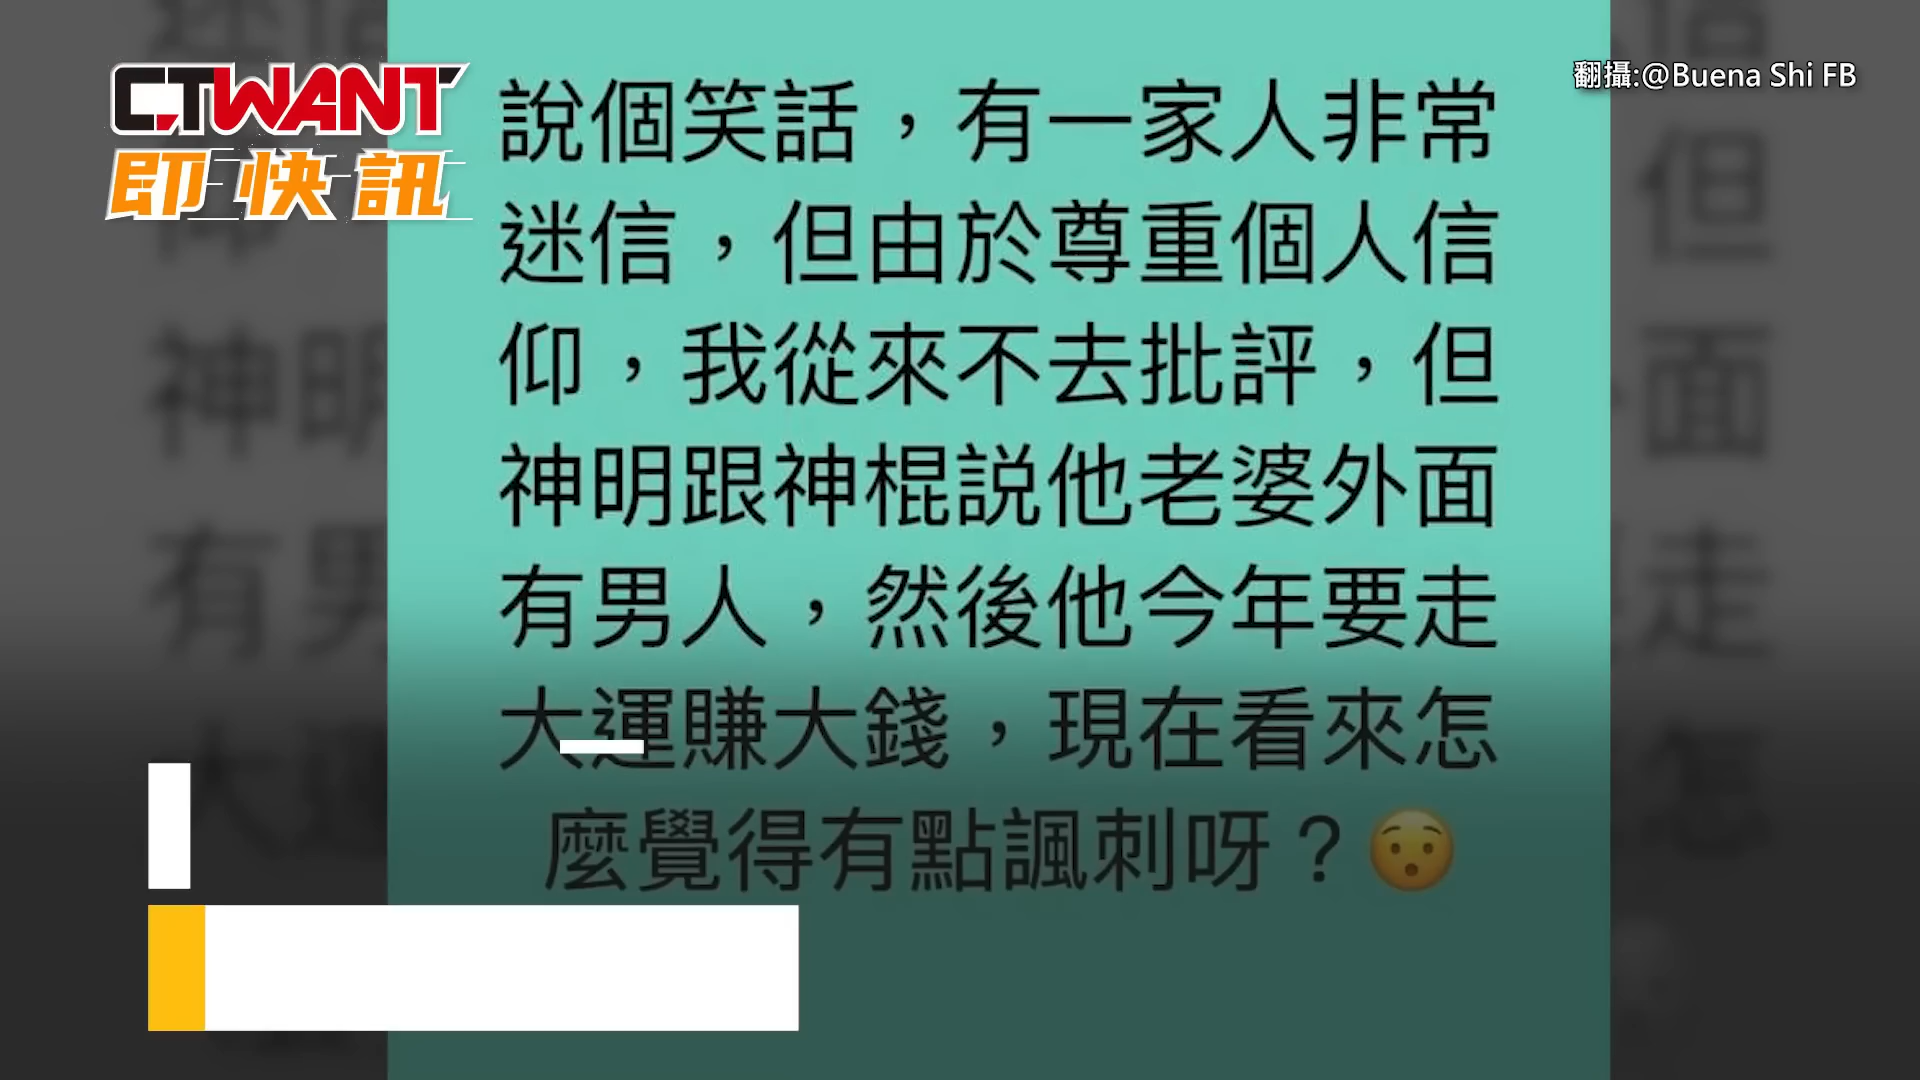 CTWANT
即快訊
翻攝:@Buena Shi FB
說個笑話，有一家人非常
迷信，但由於尊重個人信
仰，我從來不去批評，但
神明跟神棍説他老婆外面
有男人，然後他今年要走
大運賺大錢，現在看來怎
麼覺得有點諷刺呀？😯